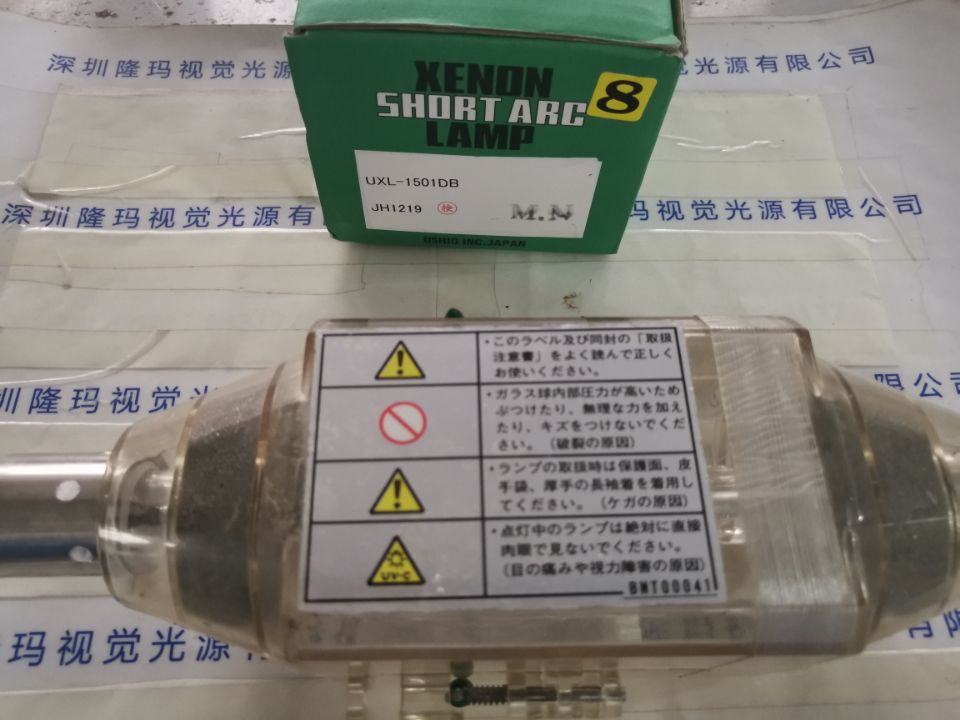 深圳隆玛视觉光源有限公司
XENON
SHORT ARC
LAMP
8
UXL-1501DB
JH1219 検 M.N
USHIO INC.JAPAN
深圳隆玛视觉光源有限公司
・このラベル及び同封の「取扱
注意書」をよく読んで正しく
お使いください。
・ガラス球内部圧力が高いため
ぶつけたり、無理な力を加え
たり、キズをつけないでくだ
さい。(破裂の原因)
・ランプの取扱時は保護面、皮
手袋、厚手の長袖着を着用し
てください。(ケガの原因)
UV-C
・点灯中のランプは絶対に直接
肉眼で見ないでください。
(目の痛みや視力障害の原因)
BMT00041
圳隆玛视觉光
限公司
隆玛视觉光源有
有限公